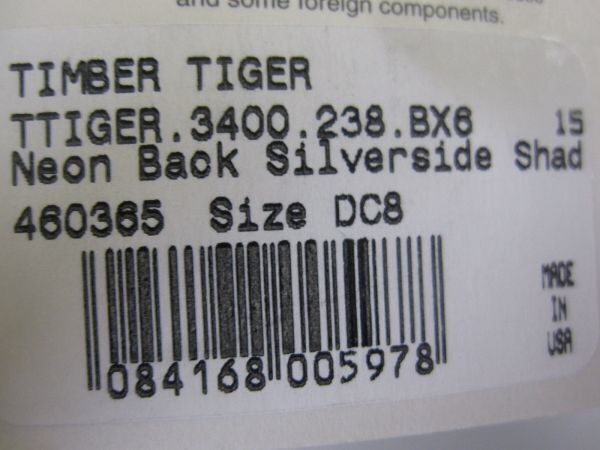 and some foreign components.
TIMBER TIGER
TTIGER.3400.238.BX6 15
Neon Back Silverside Shad
460365 Size DC8
MADE
IN
USA
084168 005978